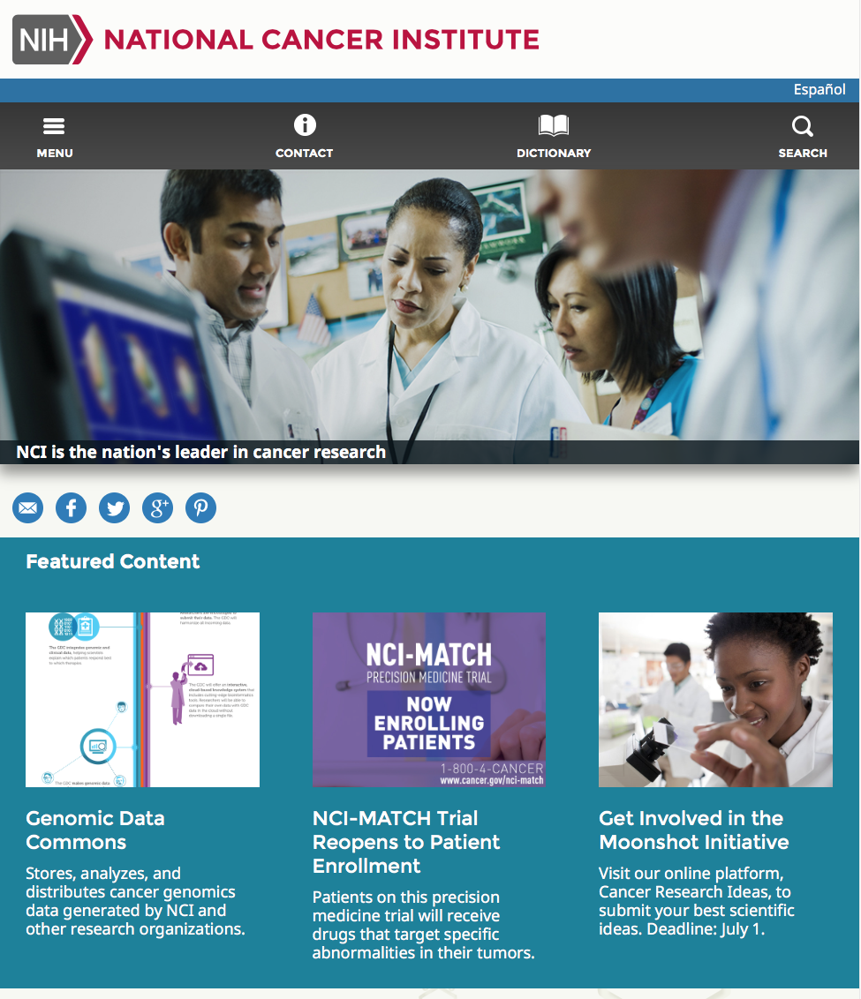 NIH NATIONAL CANCER INSTITUTE
Español
MENU
CONTACT
DICTIONARY
SEARCH
NCI is the nation's leader in cancer research
Featured Content
submit their data. The GDC will
harmonize all incoming data.
The GDC integrates genomic and
clinical data, helping scientists
explain which patients respond best
to which therapies.
The GDC will offer an interactive,
cloud-based knowledge system that
includes cutting-edge bioinformatics
tools. Researchers will be able to
compare their own data with GDC
data in the cloud without
downloading a single file.
The GDC makes genomic data
NCI-MATCH
PRECISION MEDICINE TRIAL
NOW
ENROLLING
PATIENTS
1-800-4-CANCER
www.cancer.gov/nci-match
Genomic Data
Commons
Stores, analyzes, and
distributes cancer genomics
data generated by NCI and
other research organizations.
NCI-MATCH Trial
Reopens to Patient
Enrollment
Patients on this precision
medicine trial will receive
drugs that target specific
abnormalities in their tumors.
Get Involved in the
Moonshot Initiative
Visit our online platform,
Cancer Research Ideas, to
submit your best scientific
ideas. Deadline: July 1.